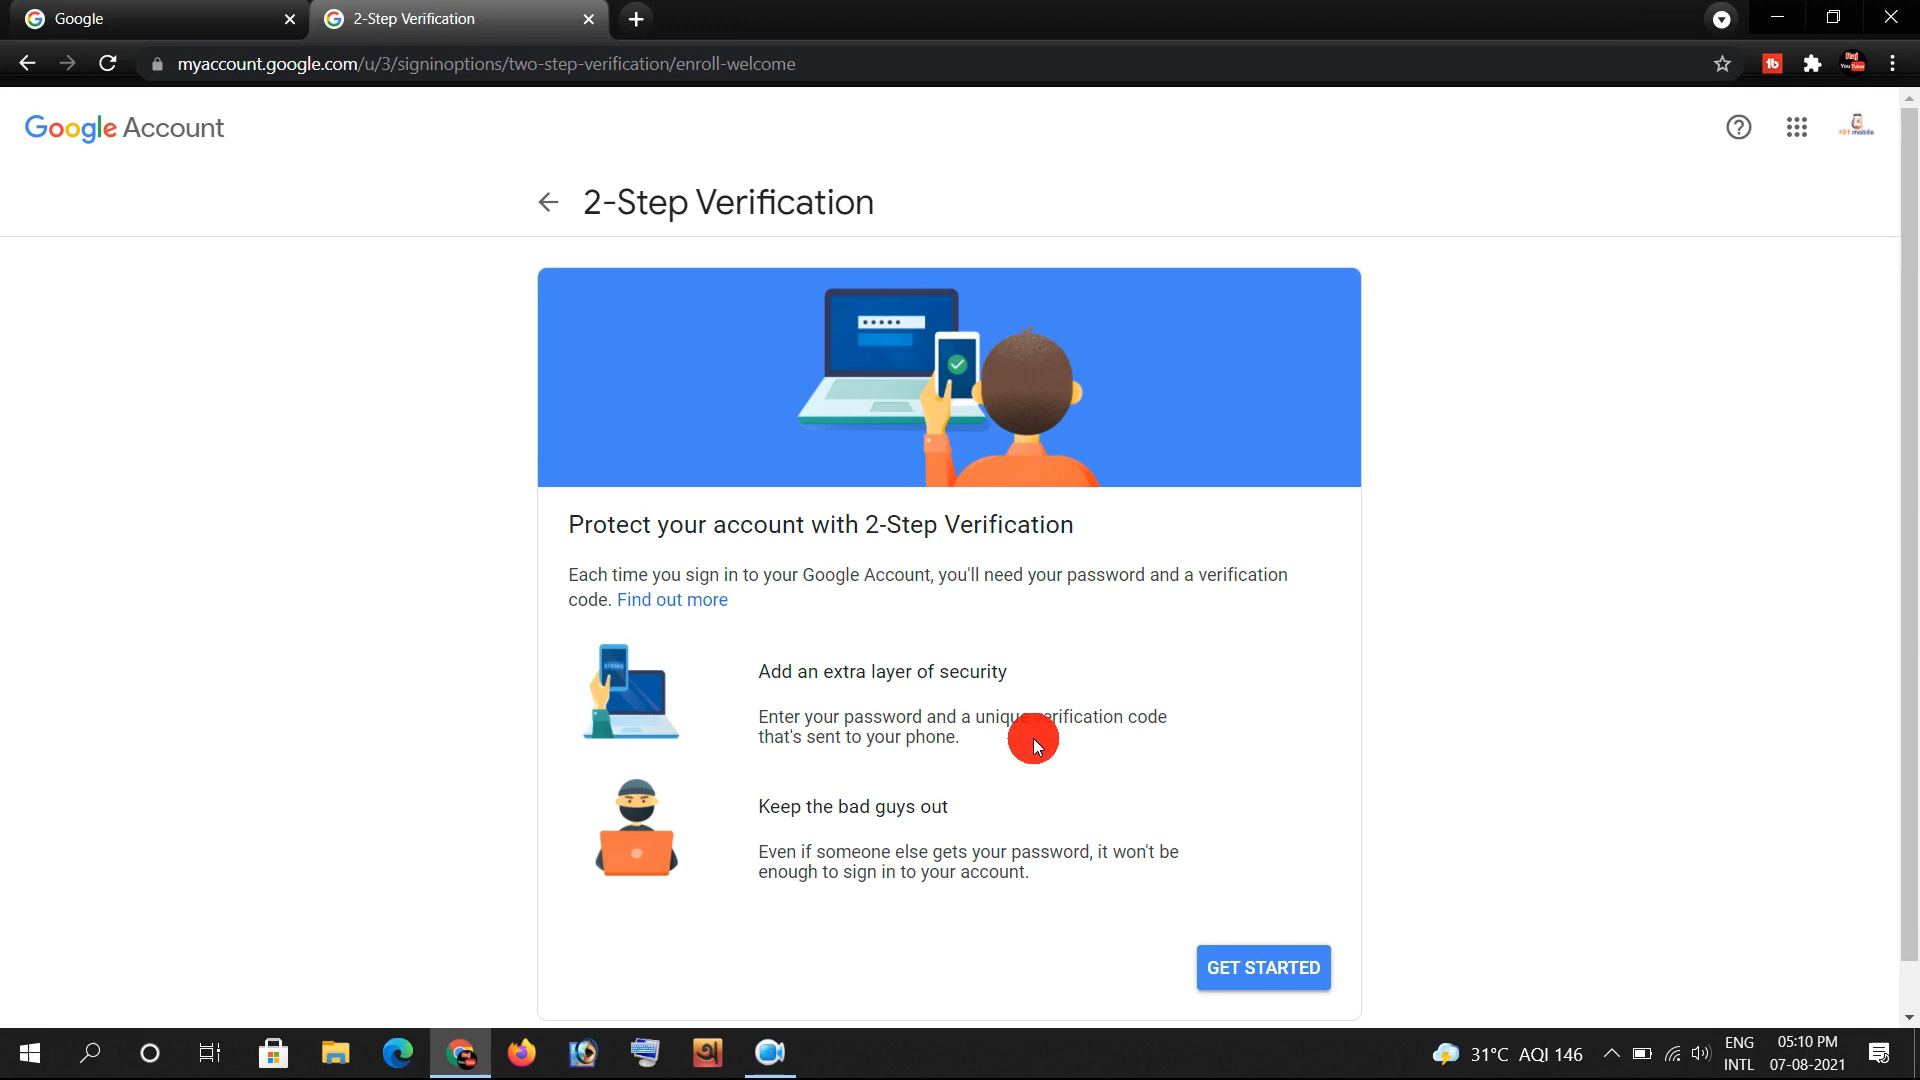 Google
2-Step Verification
myaccount.google.com/u/3/signinoptions/two-step-verification/enroll-welcome
Google Account
2-Step Verification
Protect your account with 2-Step Verification
Each time you sign in to your Google Account, you'll need your password and a verification
code. Find out more
Add an extra layer of security
Enter your password and a unique verification code
that's sent to your phone.
Keep the bad guys out
Even if someone else gets your password, it won't be
enough to sign in to your account.
GET STARTED
31°C AQI 146
ENG
INTL
05:10 PM
07-08-2021